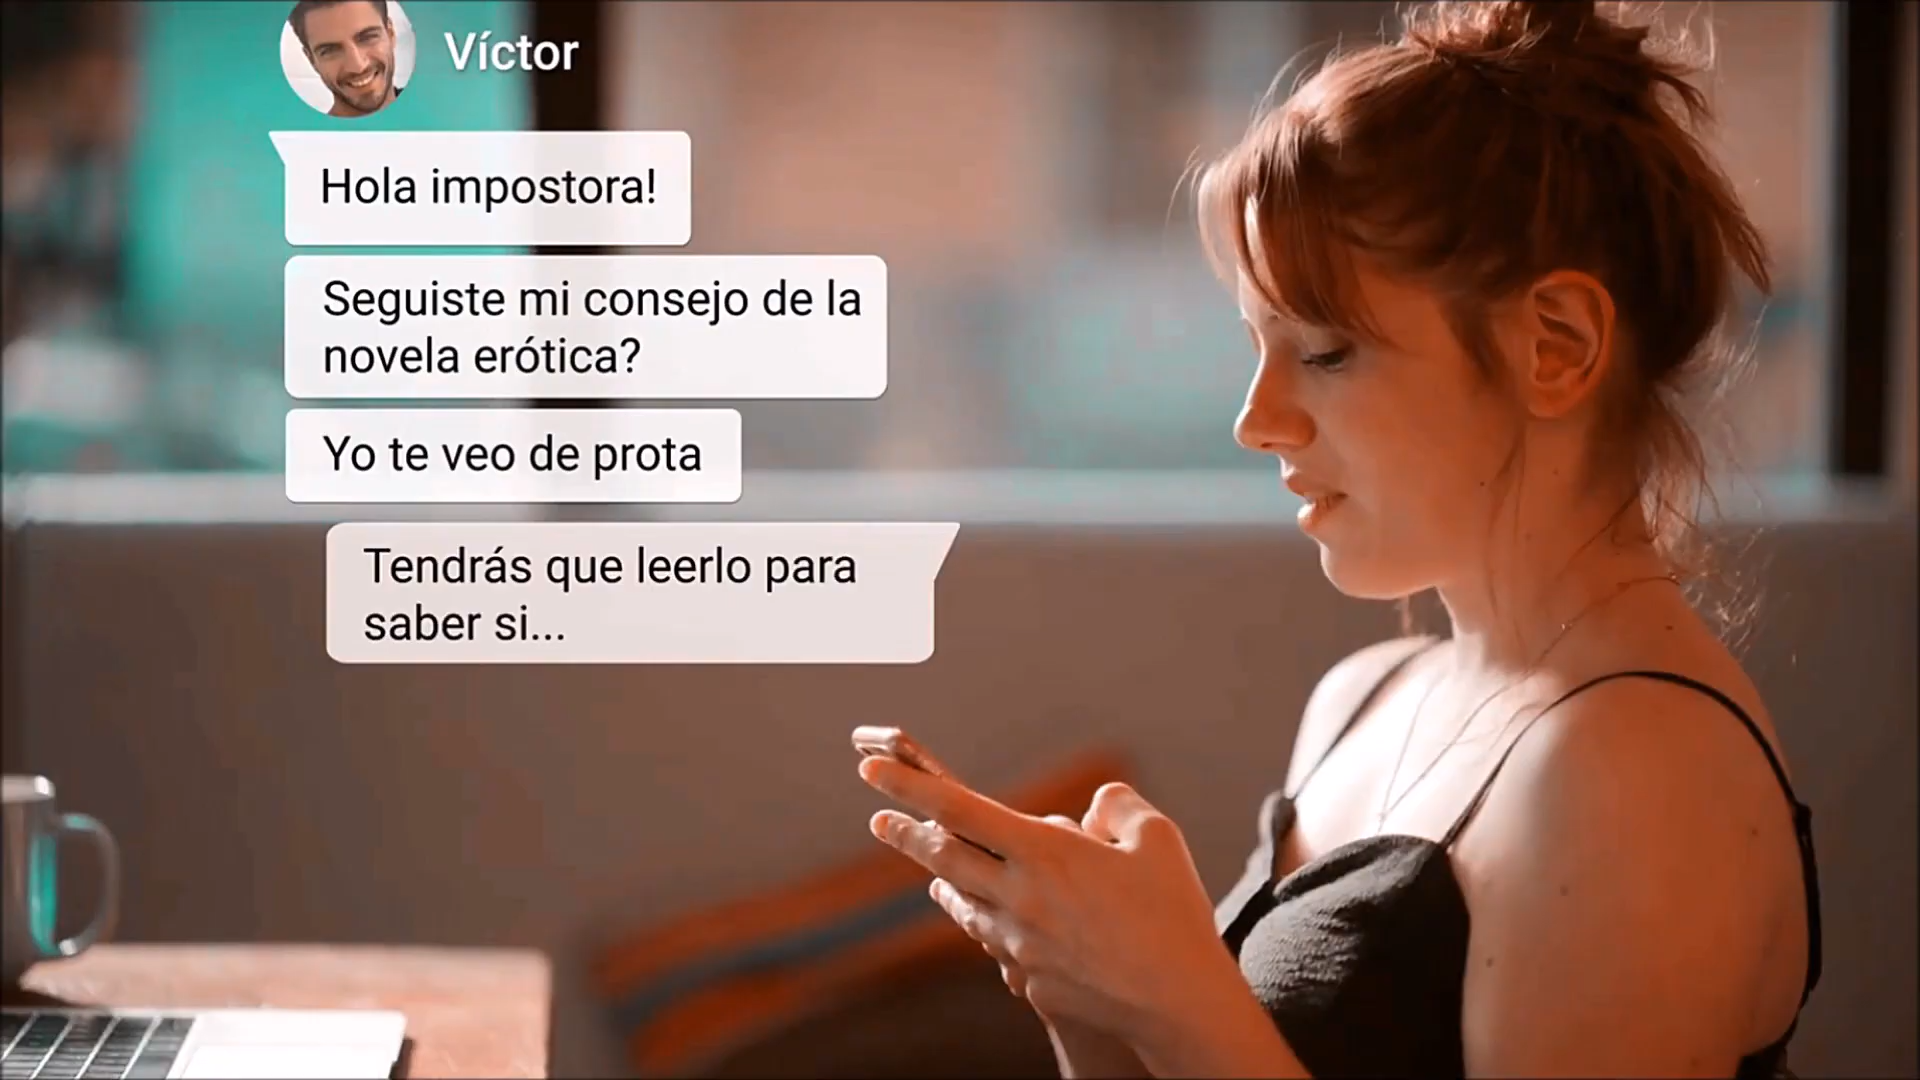 Víctor
Hola impostora!
Seguiste mi consejo de la
novela erótica?
Yo te veo de prota
Tendrás que leerlo para
saber si...